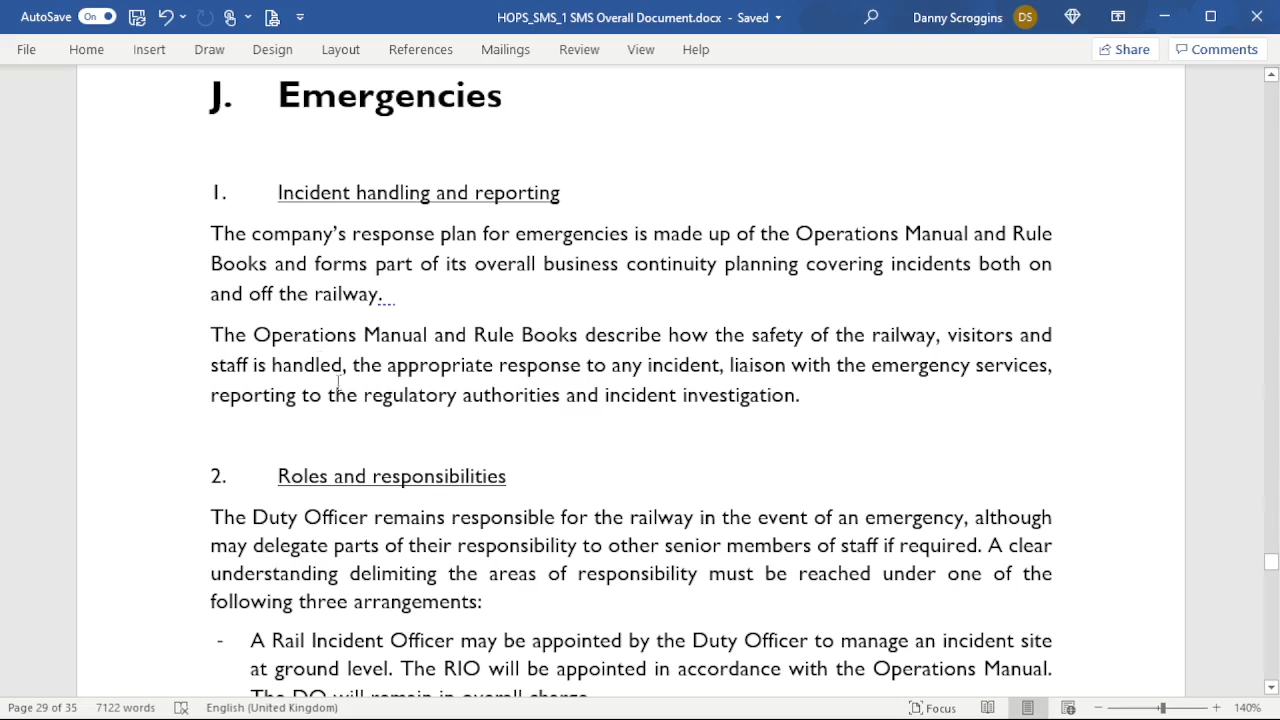 AutoSave On HOPS_SMS_1 SMS Overall Document.docx - Saved Danny Scroggins DS
File Home Insert Draw Design Layout References Mailings Review View Help Share Comments
J. Emergencies
1. Incident handling and reporting
The company's response plan for emergencies is made up of the Operations Manual and Rule
Books and forms part of its overall business continuity planning covering incidents both on
and off the railway.
The Operations Manual and Rule Books describe how the safety of the railway, visitors and
staff is handled, the appropriate response to any incident, liaison with the emergency services,
reporting to the regulatory authorities and incident investigation.
2. Roles and responsibilities
The Duty Officer remains responsible for the railway in the event of an emergency, although
may delegate parts of their responsibility to other senior members of staff if required. A clear
understanding delimiting the areas of responsibility must be reached under one of the
following three arrangements:
- A Rail Incident Officer may be appointed by the Duty Officer to manage an incident site
at ground level. The RIO will be appointed in accordance with the Operations Manual.
The DO will remain in overall charge
Page 29 of 35 7122 words English (United Kingdom) Focus 140%